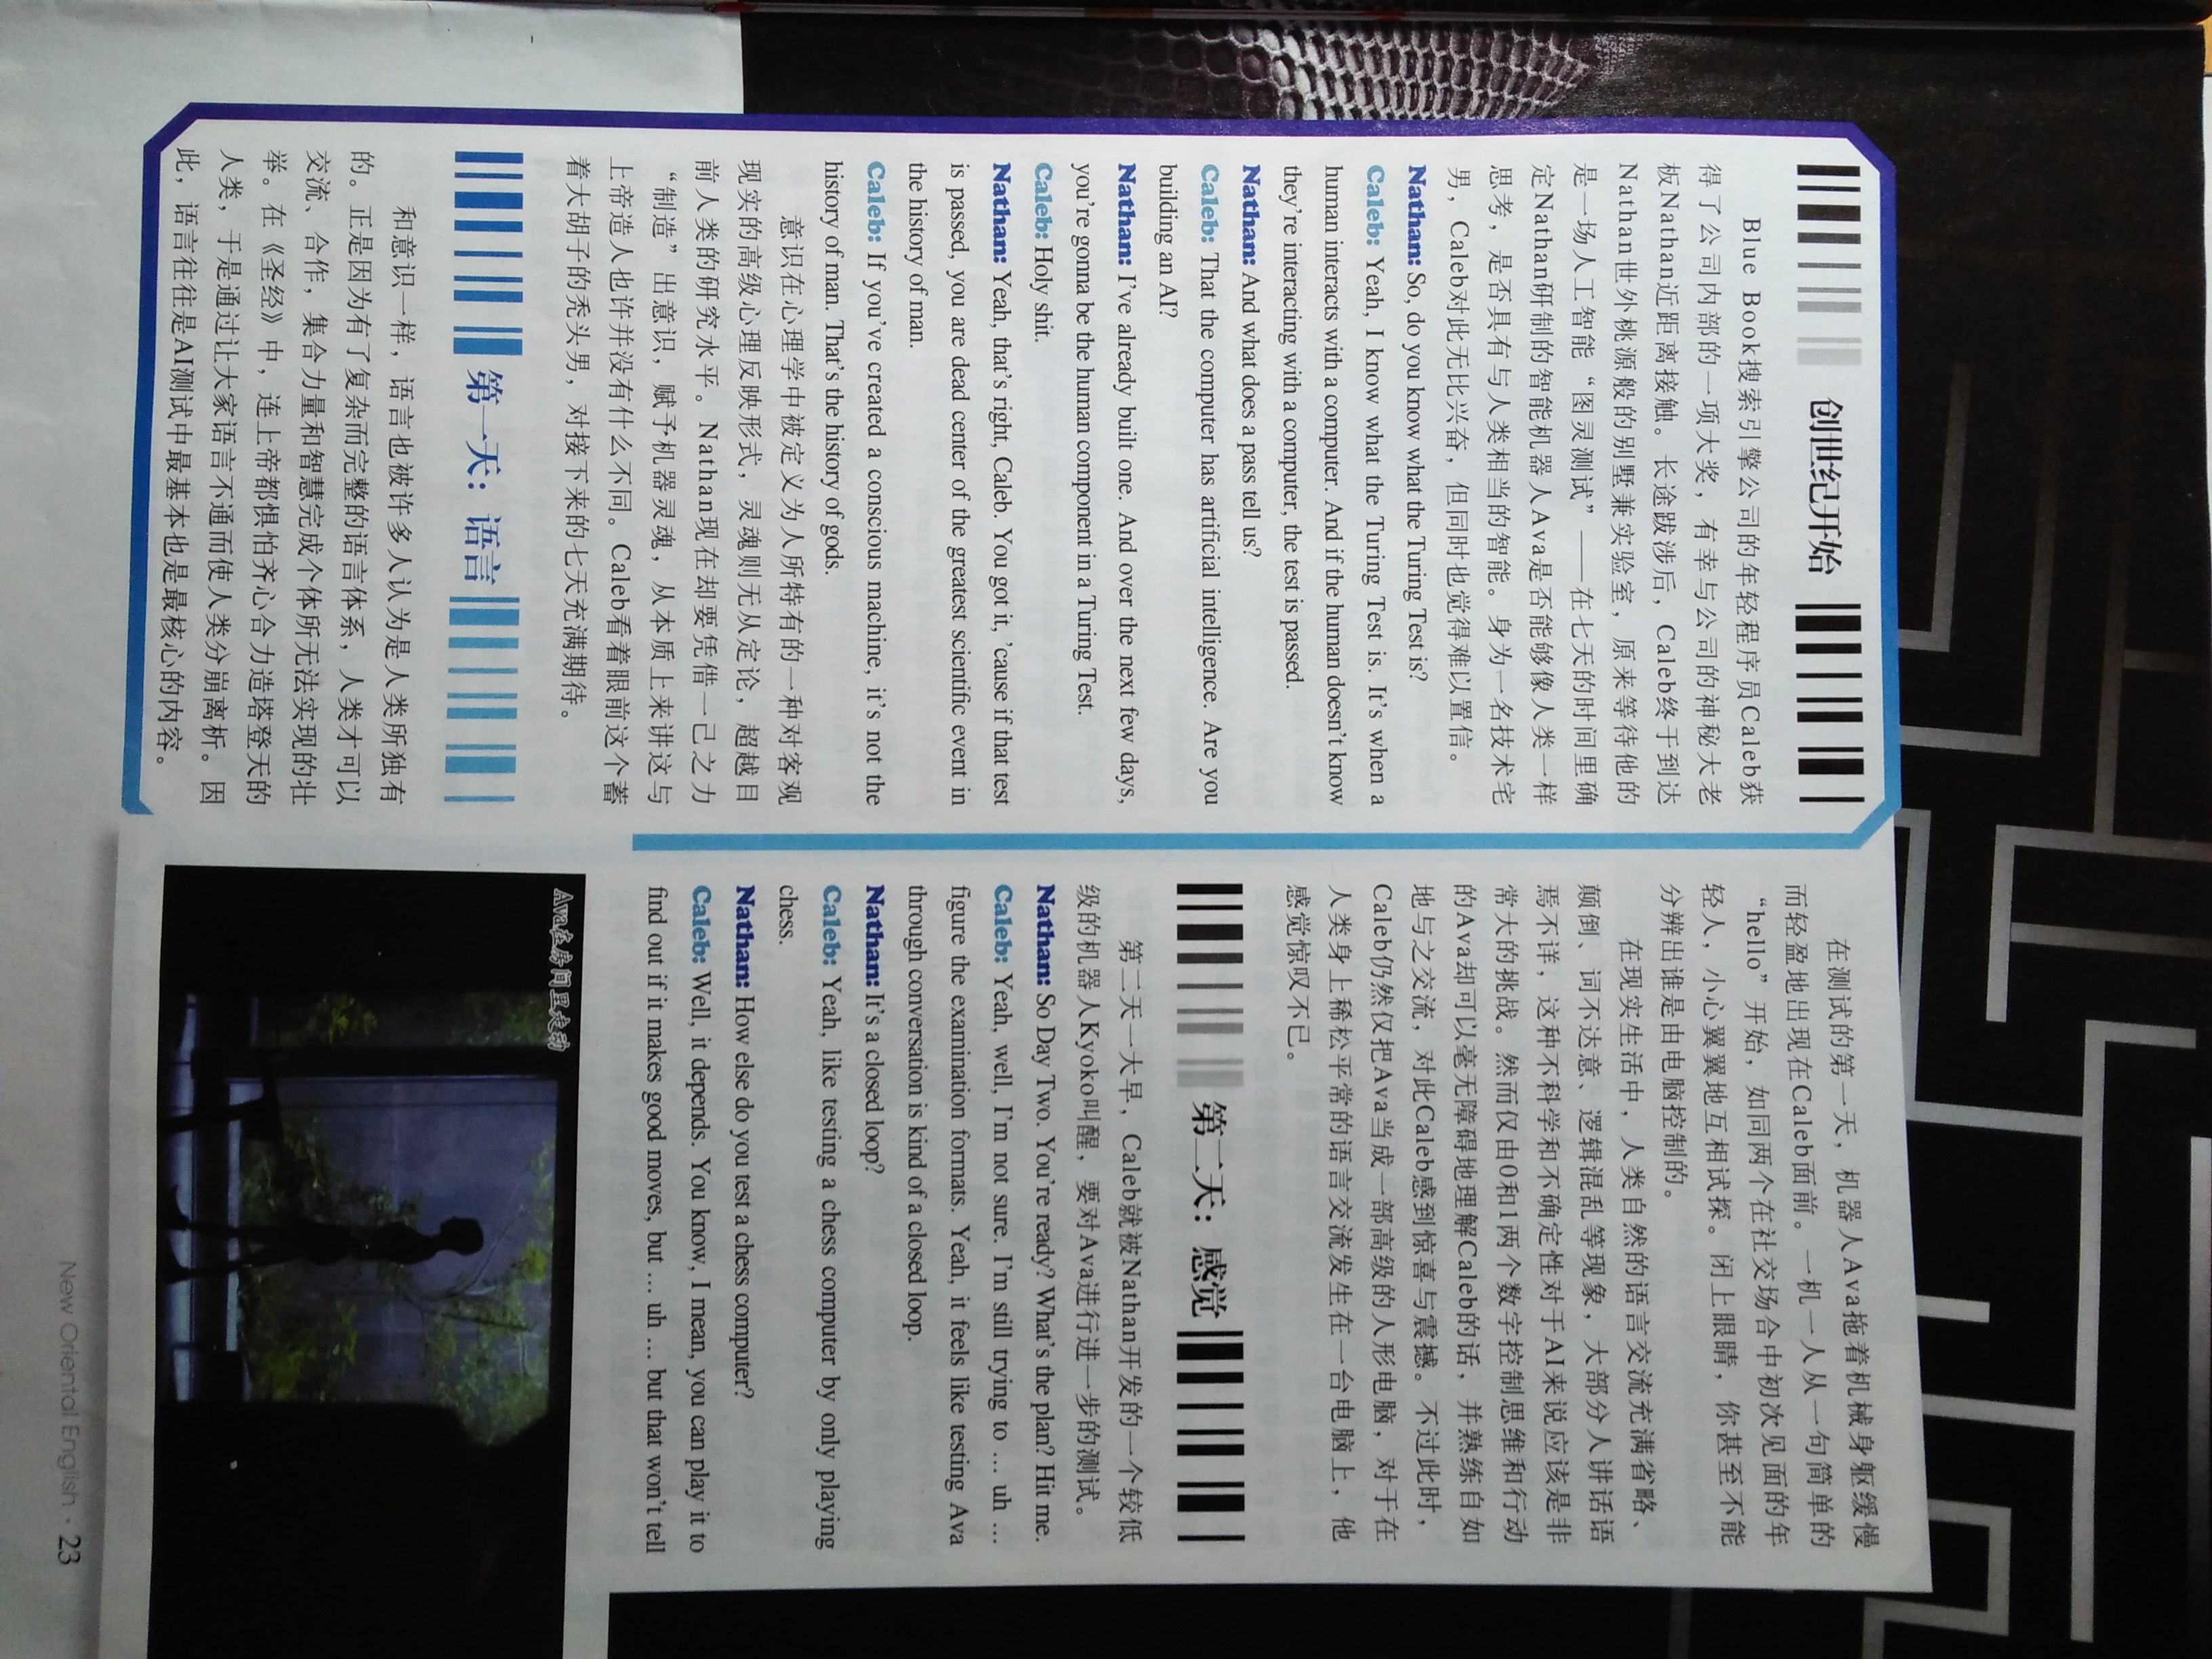 创世纪开始
Blue Book搜索引擎公司的年轻程序员Caleb获
得了公司内部的一项大奖，有幸与公司的神秘大老
板Nathan近距离接触。长途跋涉后，Caleb终于到达
Nathan世外桃源般的别墅兼实验室，原来等待他的
是一场人工智能“图灵测试”——在七天的时间里确
定Nathan研制的智能机器人Ava是否能够像人类一样
思考，是否具有与人类相当的智能。身为一名技术宅
男，Caleb对此无比兴奋，但同时也觉得难以置信。
Nathan: So, do you know what the Turing Test is?
Caleb: Yeah, I know what the Turing Test is. It’s when a
human interacts with a computer. And if the human doesn’t know
they’re interacting with a computer, the test is passed.
Nathan: And what does a pass tell us?
Caleb: That the computer has artificial intelligence. Are you
building an AI?
Nathan: I’ve already built one. And over the next few days,
you’re gonna be the human component in a Turing Test.
Caleb: Holy shit.
Nathan: Yeah, that’s right, Caleb. You got it, ’cause if that test
is passed, you are dead center of the greatest scientific event in
the history of man.
Caleb: If you’ve created a conscious machine, it’s not the
history of man. That’s the history of gods.
意识在心理学中被定义为人所特有的一种对客观
现实的高级心理反映形式，灵魂则无从定论，超越目
前人类的研究水平。Nathan现在却要凭借一己之力
“制造”出意识，赋予机器灵魂，从本质上来讲这与
上帝造人也许并没有什么不同。Caleb看着眼前这个蓄
着大胡子的秃头男，对接下来的七天充满期待。
第一天：语言
和意识一样，语言也被许多人认为是人类所独有
的。正是因为有了复杂而完整的语言体系，人类才可以
交流、合作，集合力量和智慧完成个体所无法实现的壮
举。在《圣经》中，连上帝都惧怕齐心合力造塔登天的
人类，于是通过让大家语言不通而使人类分崩离析。因
此，语言往往是AI测试中最基本也是最核心的内容。
在测试的第一天，机器人Ava拖着机械身躯缓慢
而轻盈地出现在Caleb面前。一机一人从一句简单的
“hello”开始，如同两个在社交场合中初次见面的年
轻人，小心翼翼地互相试探。闭上眼睛，你甚至不能
分辨出谁是由电脑控制的。
在现实生活中，人类自然的语言交流充满省略、
颠倒、词不达意、逻辑混乱等现象，大部分人讲话语
焉不详，这种不科学和不确定性对于AI来说应该是非
常大的挑战。然而仅由0和1两个数字控制思维和行动
的Ava却可以毫无障碍地理解Caleb的话，并熟练自如
地与之交流，对此Caleb感到惊喜与震撼。不过此时，
Caleb仍然仅把Ava当成一部高级的人形电脑，对于在
人类身上稀松平常的语言交流发生在一台电脑上，他
感觉惊叹不已。
第二天：感觉
第二天一大早，Caleb就被Nathan开发的一个较低
级的机器人Kyoko叫醒，要对Ava进行进一步的测试。
Nathan: So Day Two. You’re ready? What’s the plan? Hit me.
Caleb: Yeah, well, I’m not sure. I’m still trying to ... uh ...
figure the examination formats. Yeah, it feels like testing Ava
through conversation is kind of a closed loop.
Nathan: It’s a closed loop?
Caleb: Yeah, like testing a chess computer by only playing
chess.
Nathan: How else do you test a chess computer?
Caleb: Well, it depends. You know, I mean, you can play it to
find out if it makes good moves, but ... uh ... but that won’t tell
Ava在房间里走动
New Oriental English · 23